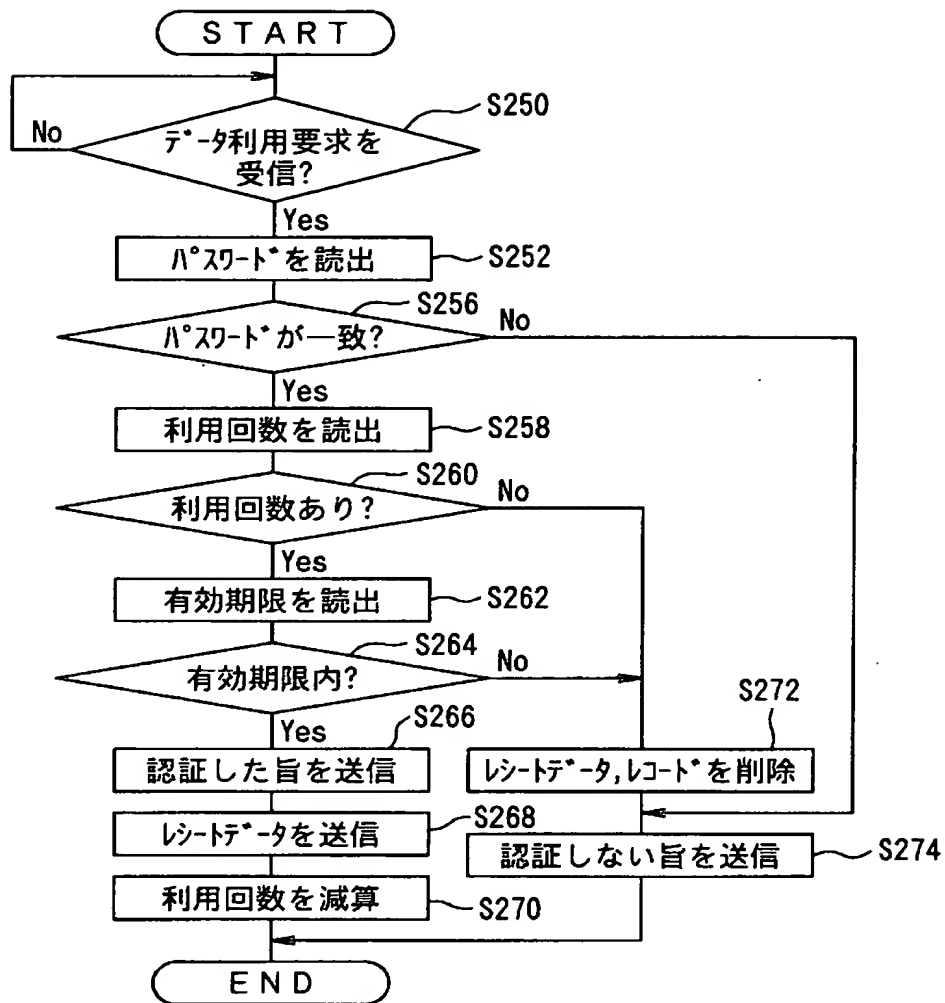 START
S250
No
データ利用要求を
受信?
Yes
パスワードを読出
S252
S256
パスワードが一致?
No
Yes
利用回数を読出
S258
S260
利用回数あり?
No
Yes
有効期限を読出
S262
S264
有効期限内?
No
Yes
S266
認証した旨を送信
S272
レシートデータ,レコードを削除
レシートデータを送信
S268
認証しない旨を送信
S274
利用回数を減算
S270
END